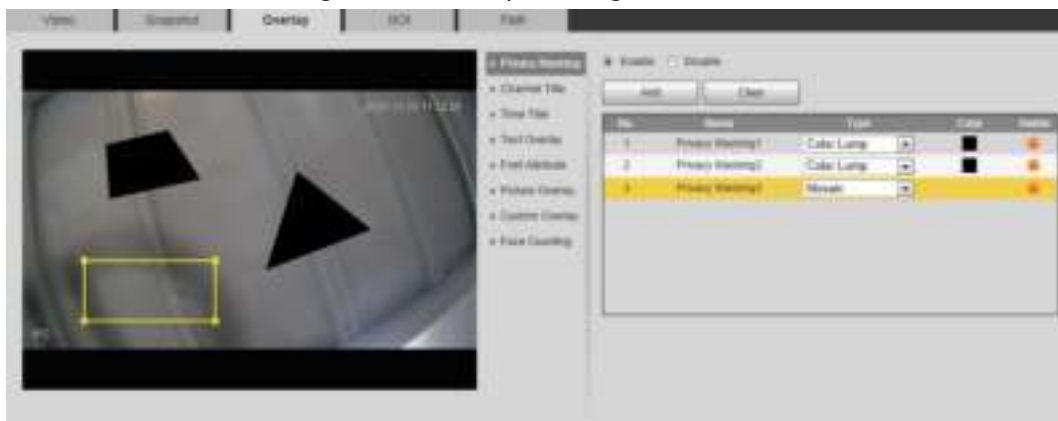 Video Snapshot Overlay ROI Path
Privacy Masking
Channel Title
Time Title
Text Overlay
Font Attribute
Picture Overlay
Custom Overlay
Face Counting
Enable Disable
Add Clear
No. Name Type Color Delete
1 Privacy Masking1 Color Lump
2 Privacy Masking2 Color Lump
3 Privacy Masking3 Mosaic